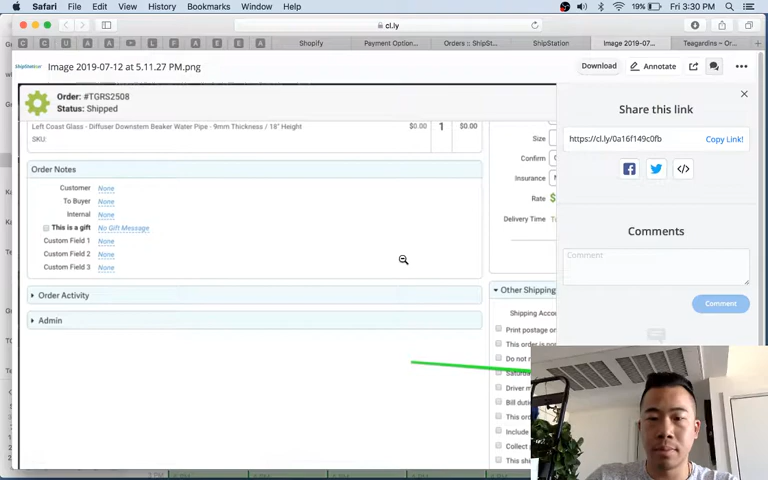 Safari File Edit View History Bookmarks Window Help 19% Fri 3:30 PM
cl.ly
C C U A L F A E E A Shopify Payment Option... Orders :: ShipSt... ShipStation Image 2019-07-12... Teagardins – Or...
ShipStation Image 2019-07-12 at 5.11.27 PM.png Download Annotate
Order: #TGRS2508
Status: Shipped
Left Coast Glass - Diffuser Downstem Beaker Water Pipe - 9mm Thickness / 18" Height $0.00 1 $0.00
SKU:
Order Notes
Customer None
To Buyer None
Internal None
This is a gift No Gift Message
Custom Field 1 None
Custom Field 2 None
Custom Field 3 None
Order Activity
Admin
Size
Confirm
Insurance
Rate $
Delivery Time
Other Shipping
Shipping Accou
Print postage or
This order is non
Do not n
Saturda
Driver m
Bill dutie
This ord
Include
Collect p
This shi
Share this link
https://cl.ly/0a16f149c0fb Copy Link!
Comments
Comment
Comment